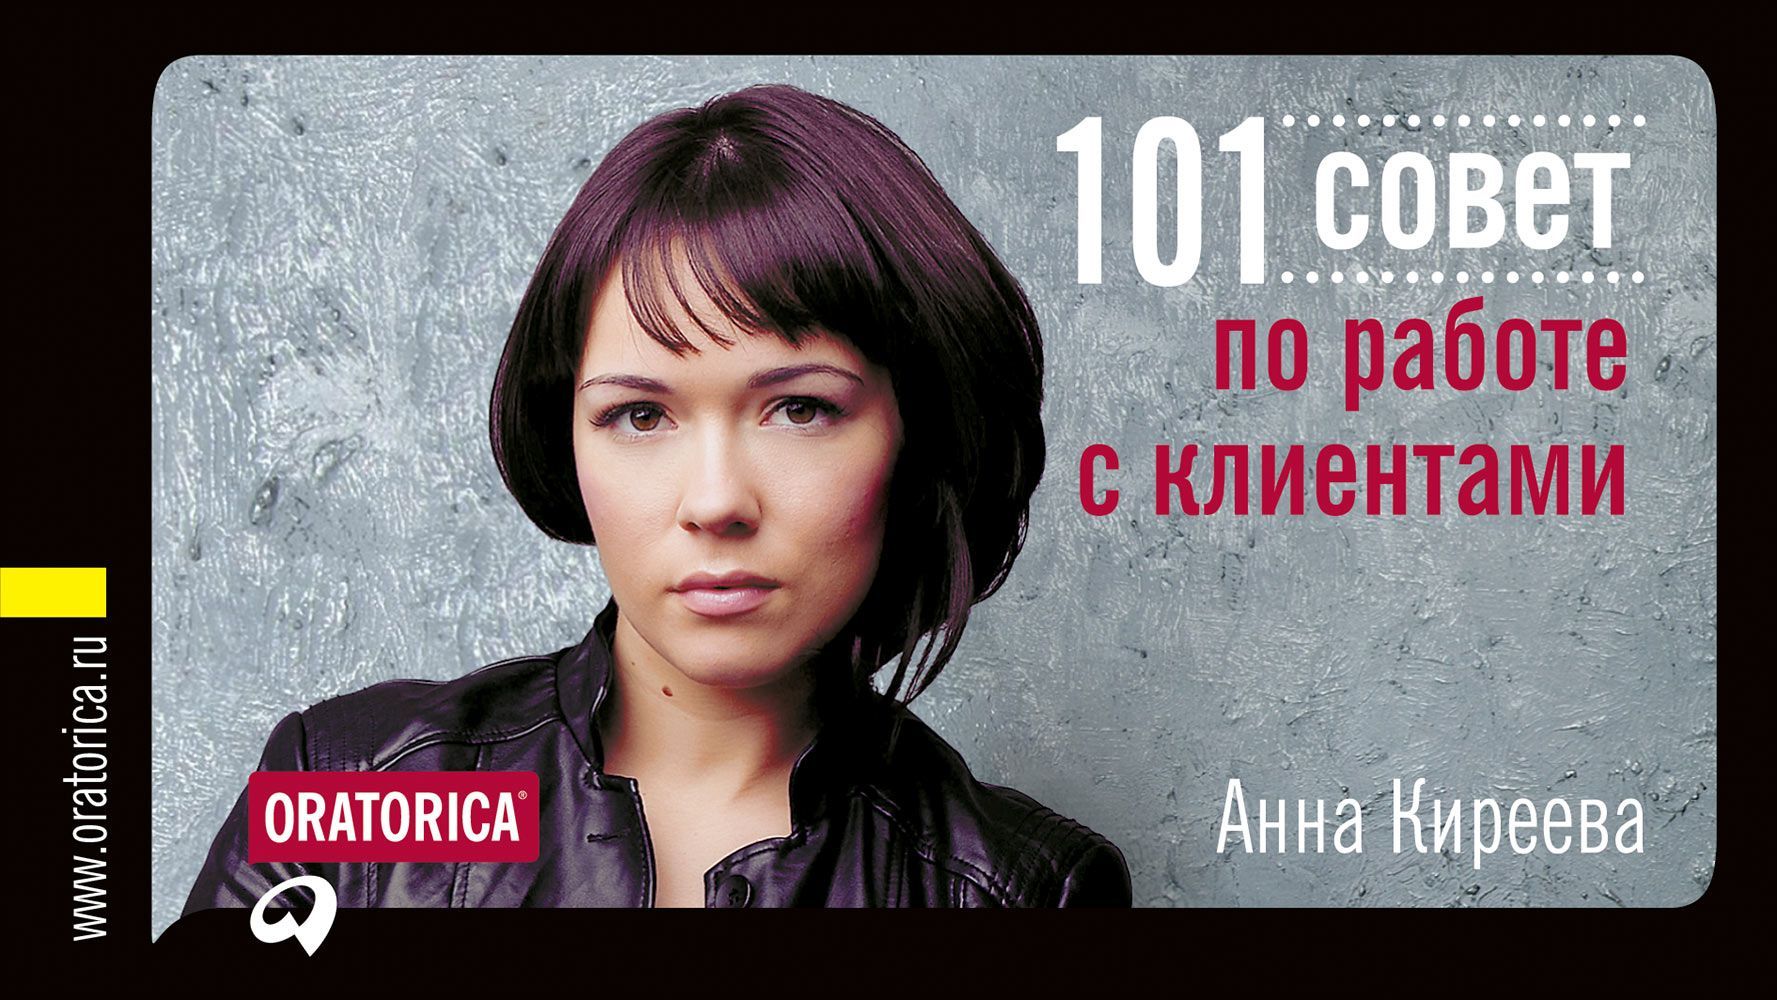 101 совет
по работе
с клиентами
Анна Киреева
ORATORICA®
www.oratorica.ru